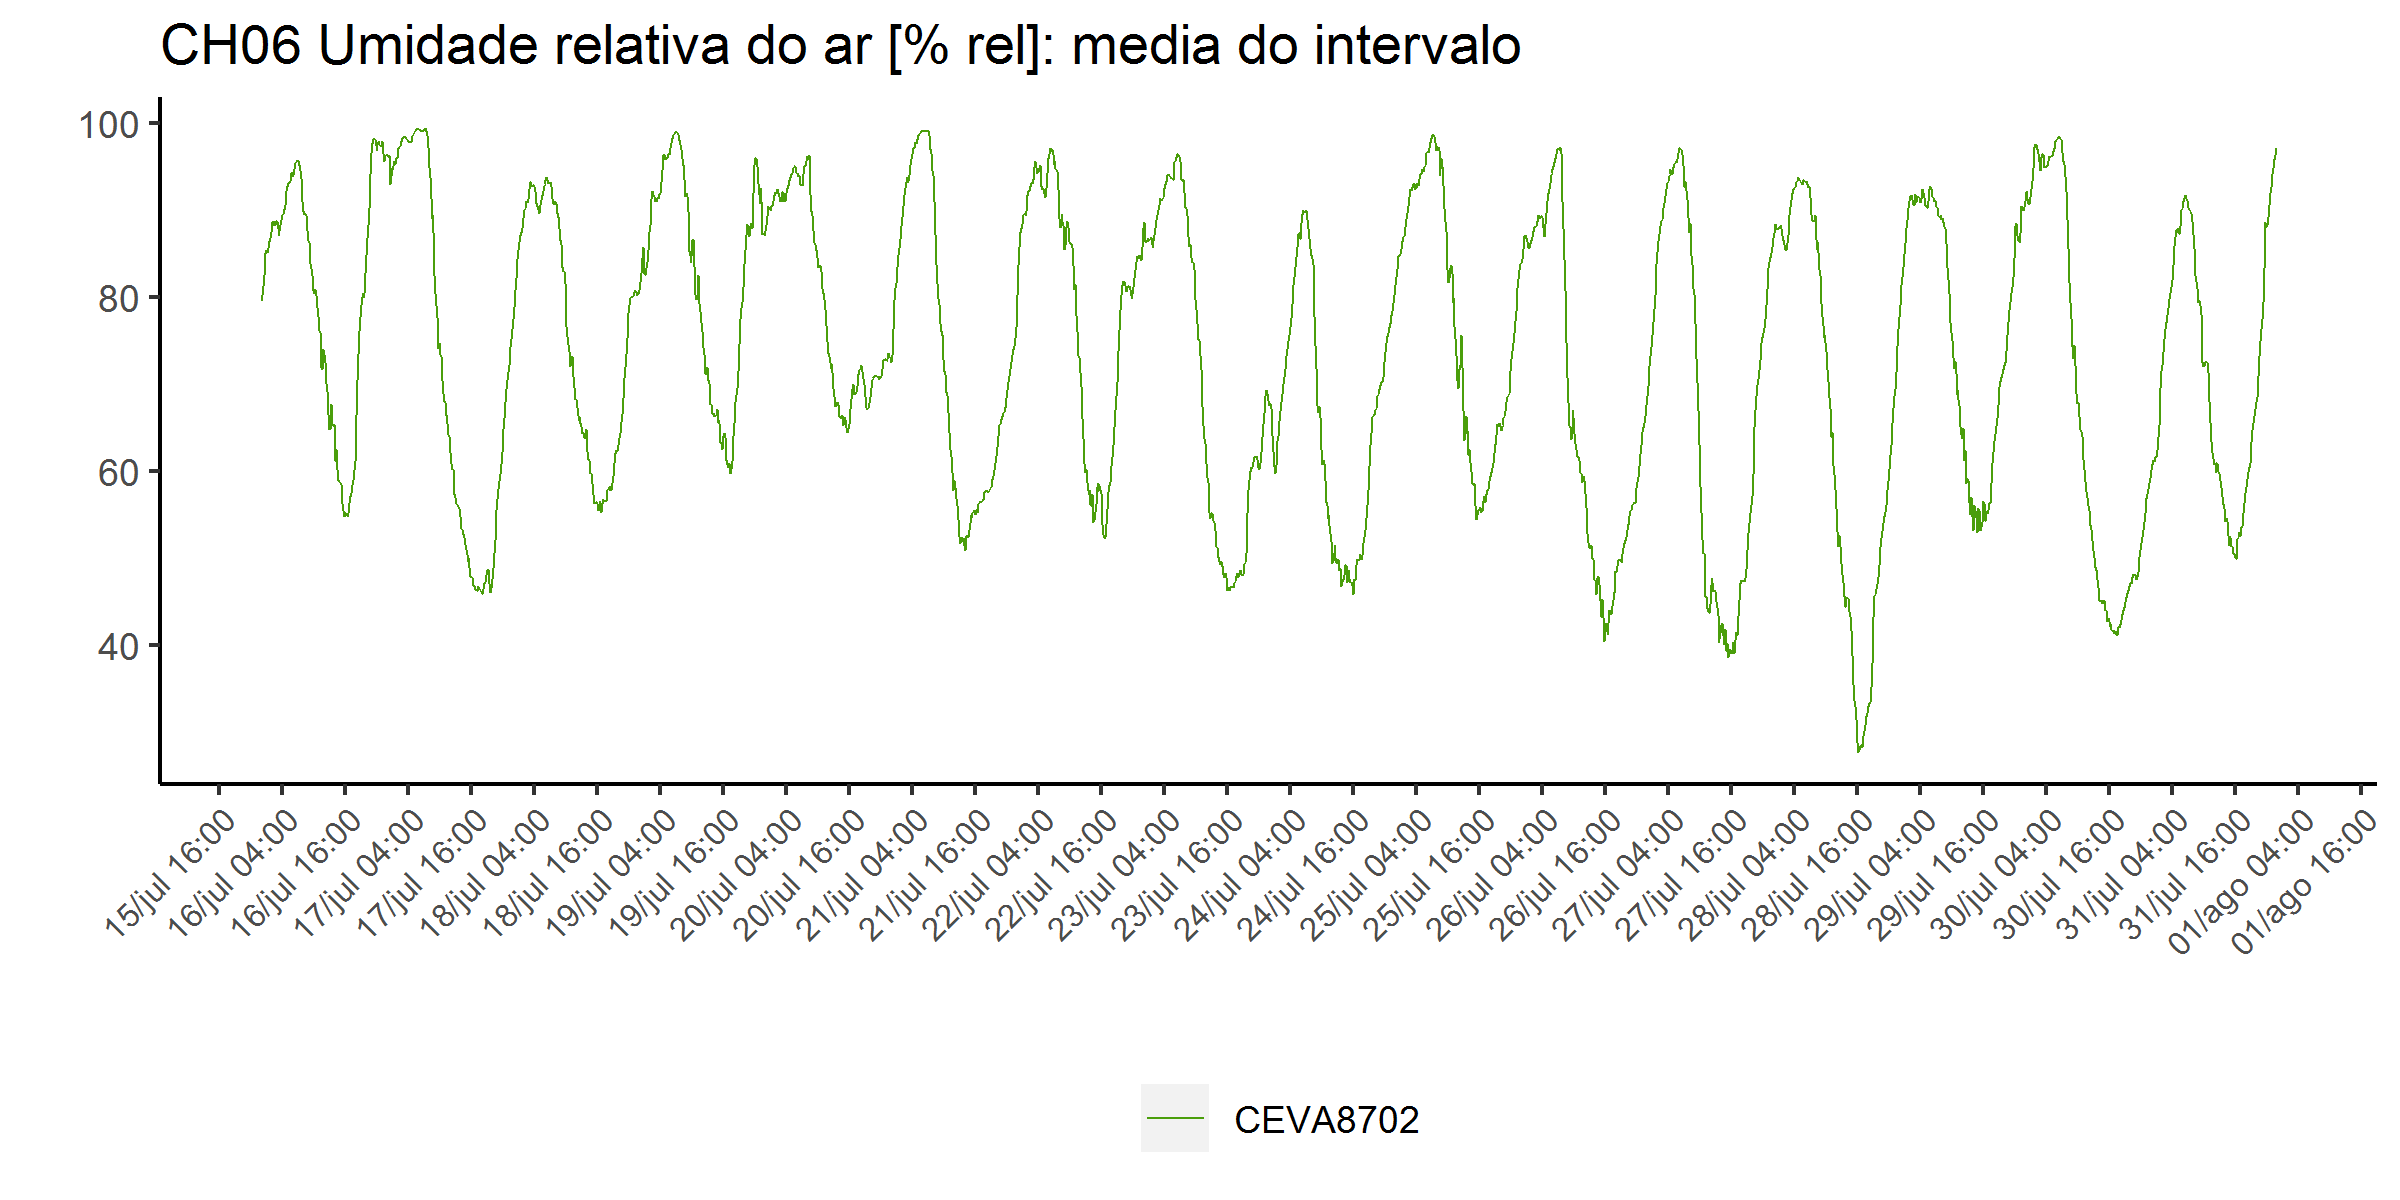 CH06 Umidade relativa do ar [% rel]: media do intervalo
100
80
60
40
15/jul 16:00
16/jul 04:00
16/jul 16:00
17/jul 04:00
17/jul 16:00
18/jul 04:00
18/jul 16:00
19/jul 04:00
19/jul 16:00
20/jul 04:00
20/jul 16:00
21/jul 04:00
21/jul 16:00
22/jul 04:00
22/jul 16:00
23/jul 04:00
23/jul 16:00
24/jul 04:00
24/jul 16:00
25/jul 04:00
25/jul 16:00
26/jul 04:00
26/jul 16:00
27/jul 04:00
27/jul 16:00
28/jul 04:00
28/jul 16:00
29/jul 04:00
29/jul 16:00
30/jul 04:00
30/jul 16:00
31/jul 04:00
31/jul 16:00
01/ago 04:00
01/ago 16:00
CEVA8702